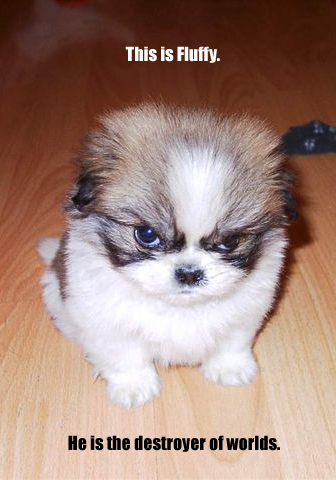 This is Fluffy.
He is the destroyer of worlds.